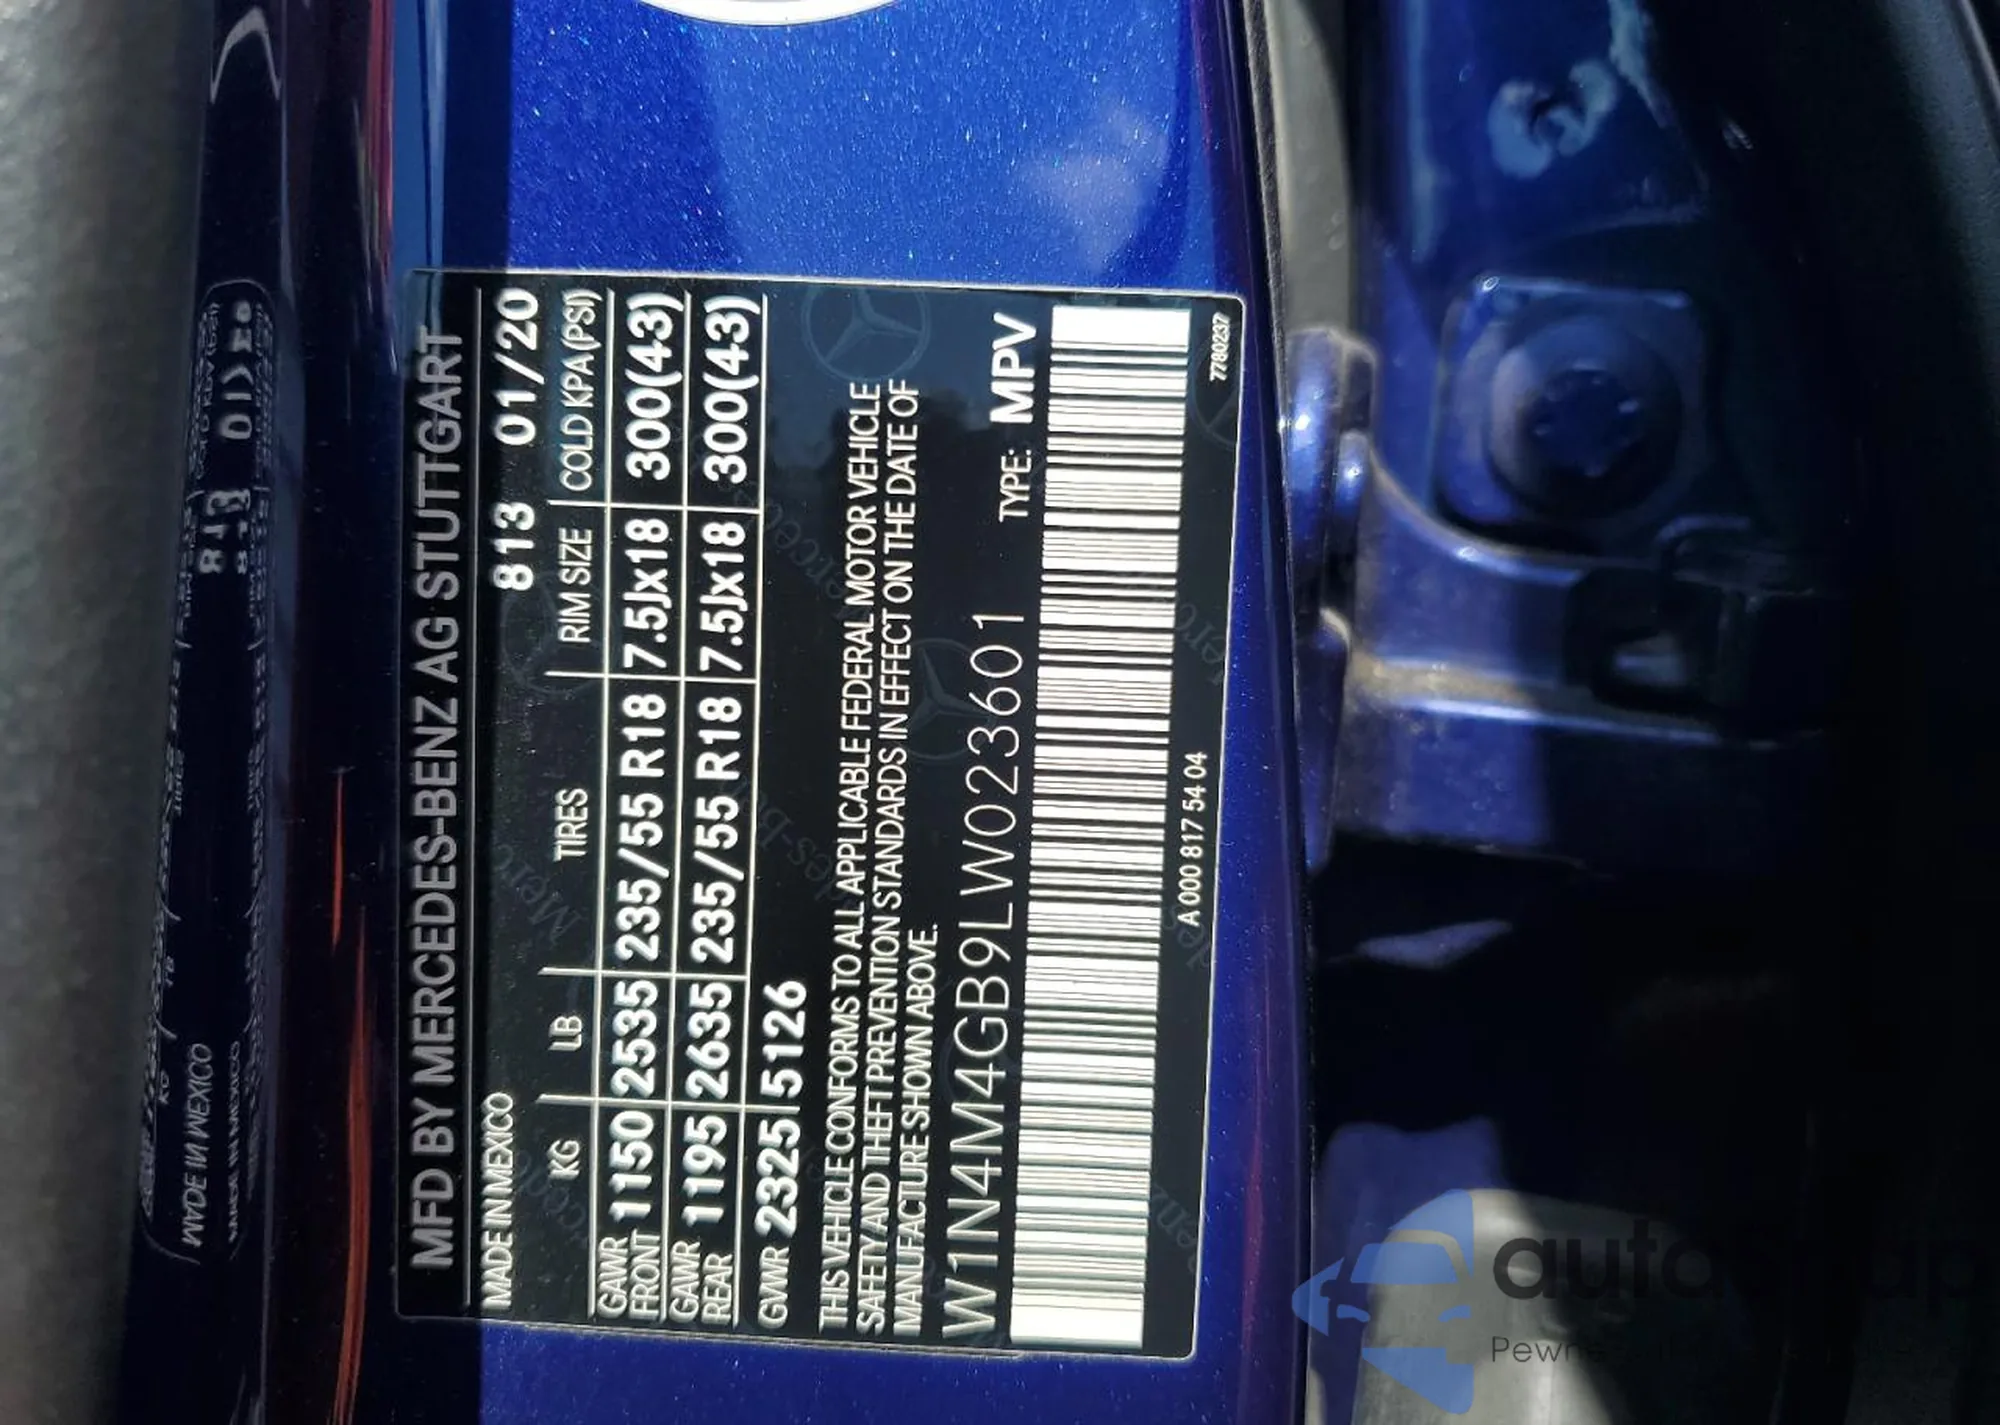 MFD BY MERCEDES-BENZ AG STUTTGART
MADE IN MEXICO 813 01/20
KG LB TIRES RIM SIZE COLD KPA(PSI)
GAWR FRONT 1150 2535 235/55 R18 7.5Jx18 300(43)
GAWR REAR 1195 2635 235/55 R18 7.5Jx18 300(43)
GVWR 2325 5126
THIS VEHICLE CONFORMS TO ALL APPLICABLE FEDERAL MOTOR VEHICLE
SAFETY AND THEFT PREVENTION STANDARDS IN EFFECT ON THE DATE OF
MANUFACTURE SHOWN ABOVE.
W1N4M4GB9LW023601 TYPE: MPV
A 000 817 54 04 7780237
MADE IN MEXICO